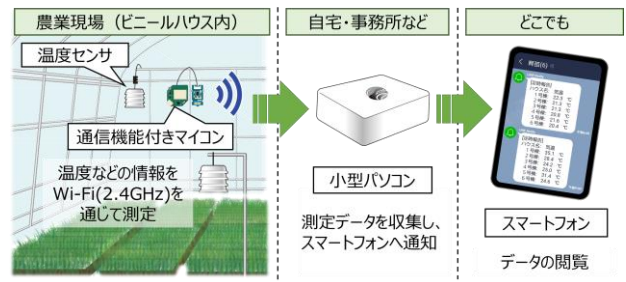 農業現場（ビニールハウス内）
温度センサ
通信機能付きマイコン
温度などの情報を
Wi-Fi(2.4GHz)を
通じて測定
自宅・事務所など
小型パソコン
測定データを収集し、
スマートフォンへ通知
どこでも
スマートフォン
データの閲覧